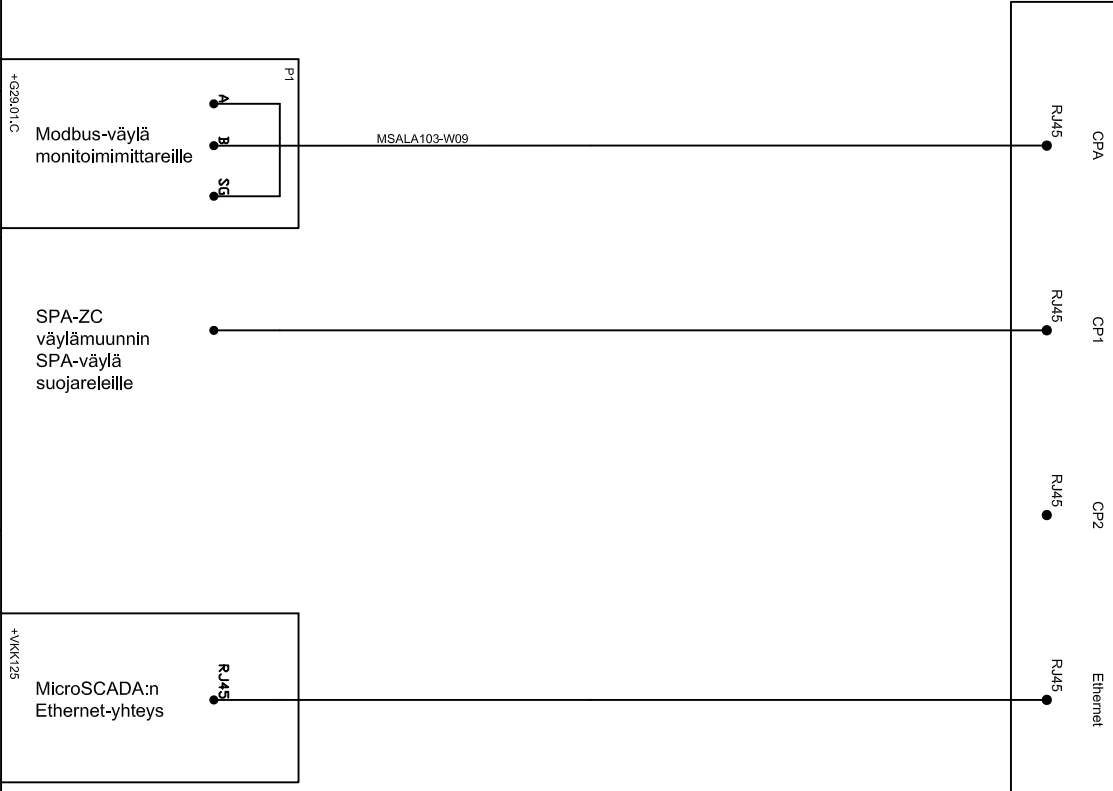 +G29.01.C
P1
Modbus-väylä
monitoimimittareille
A
B
SG
MSALA103-W09
RJ45
CPA
SPA-ZC
väylämuunnin
SPA-väylä
suojareleille
RJ45
CP1
RJ45
CP2
+VKK125
MicroSCADA:n
Ethernet-yhteys
RJ45
RJ45
Ethernet